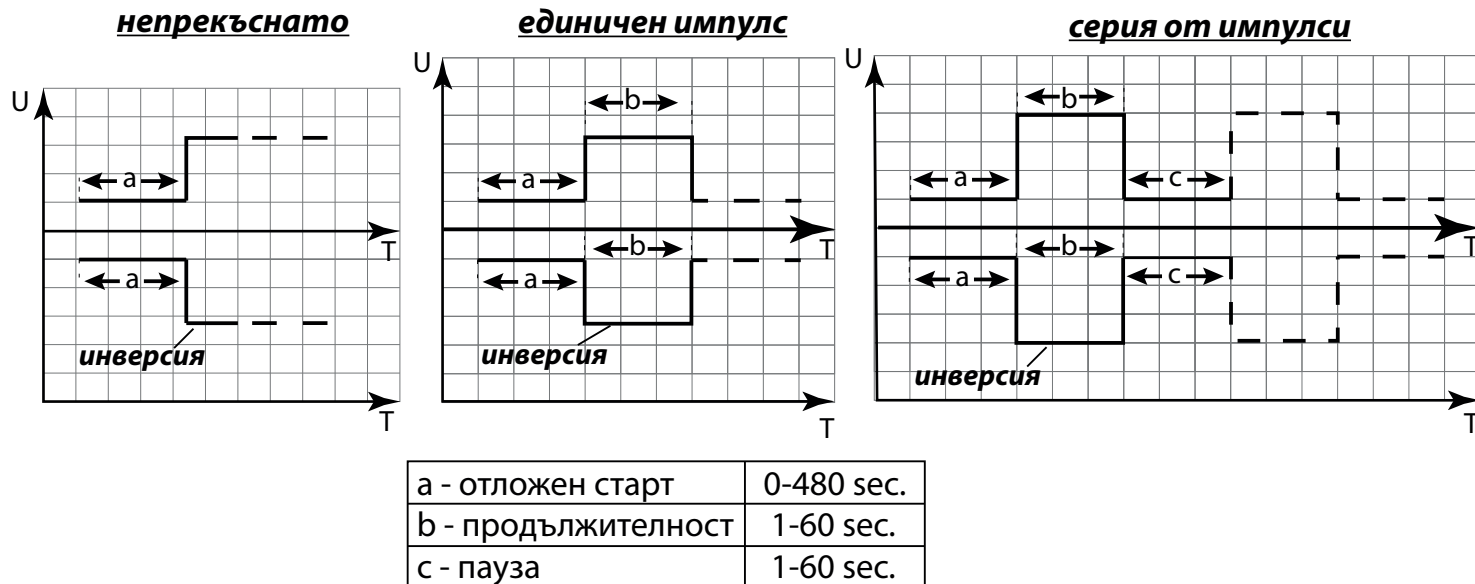 непрекъснато
единичен импулс
серия от импулси
U
a
T
a
инверсия
T
U
b
a
T
b
a
инверсия
T
U
b
a
c
T
b
a
c
инверсия
T
a - отложен старт 0-480 sec.
b - продължителност 1-60 sec.
c - пауза 1-60 sec.